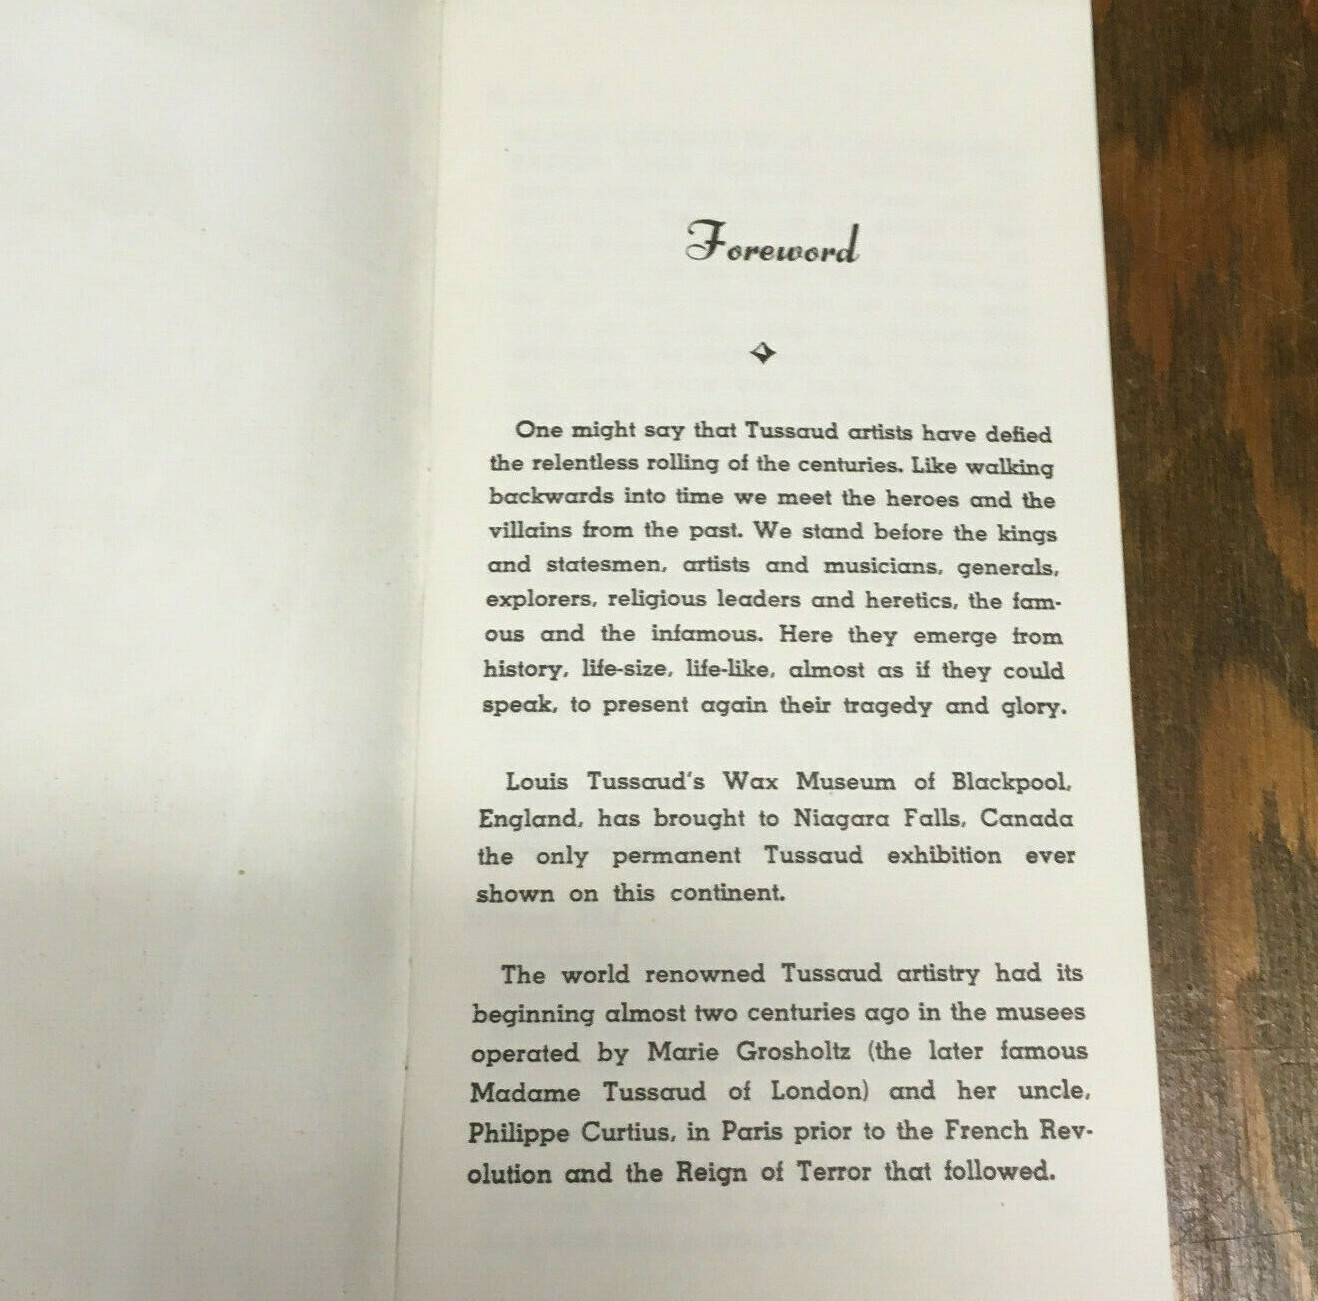 Foreword
One might say that Tussaud artists have defied
the relentless rolling of the centuries. Like walking
backwards into time we meet the heroes and the
villains from the past. We stand before the kings
and statesmen, artists and musicians, generals,
explorers, religious leaders and heretics, the fam-
ous and the infamous. Here they emerge from
history, life-size, life-like, almost as if they could
speak, to present again their tragedy and glory.
Louis Tussaud's Wax Museum of Blackpool,
England, has brought to Niagara Falls, Canada
the only permanent Tussaud exhibition ever
shown on this continent.
The world renowned Tussaud artistry had its
beginning almost two centuries ago in the musees
operated by Marie Grosholtz (the later famous
Madame Tussaud of London) and her uncle,
Philippe Curtius, in Paris prior to the French Rev-
olution and the Reign of Terror that followed.